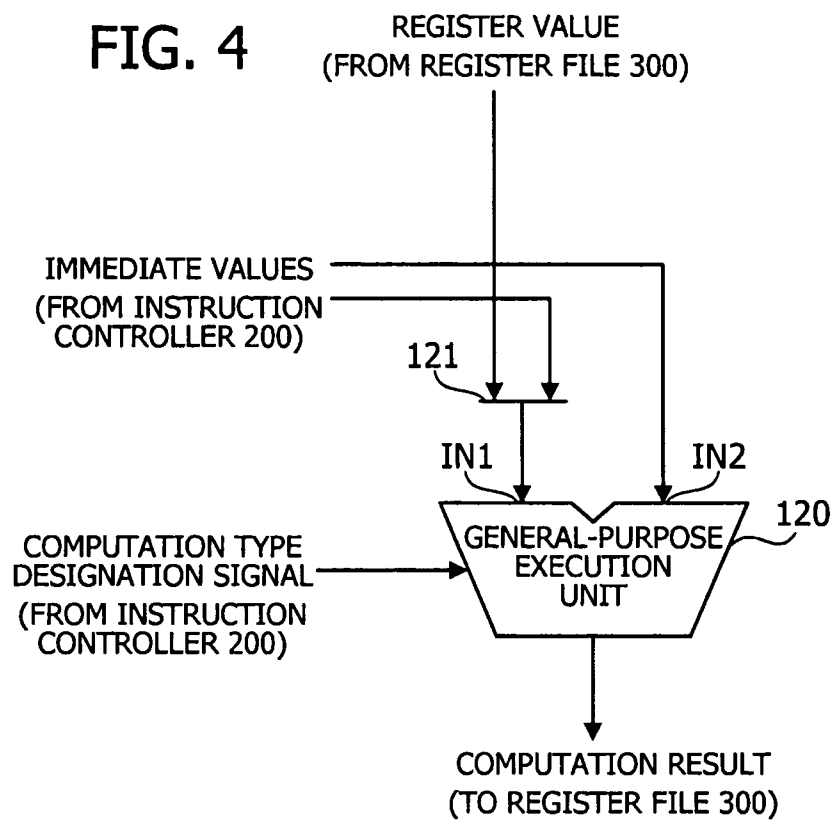 FIG. 4
REGISTER VALUE
(FROM REGISTER FILE 300)
IMMEDIATE VALUES
(FROM INSTRUCTION
CONTROLLER 200)
121
IN1
IN2
120
GENERAL-PURPOSE
EXECUTION
UNIT
COMPUTATION TYPE
DESIGNATION SIGNAL
(FROM INSTRUCTION
CONTROLLER 200)
COMPUTATION RESULT
(TO REGISTER FILE 300)